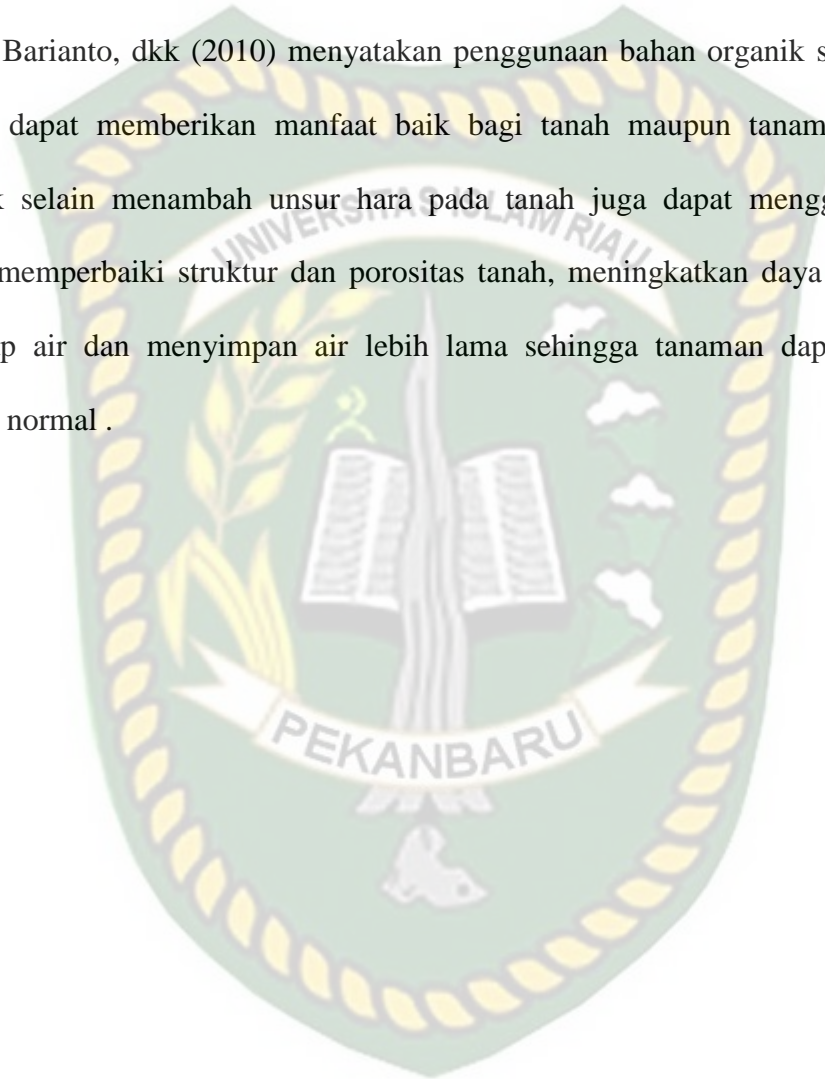 Barianto, dkk (2010) menyatakan penggunaan bahan organik s
dapat memberikan manfaat baik bagi tanah maupun tanam
k selain menambah unsur hara pada tanah juga dapat mengg
memperbaiki struktur dan porositas tanah, meningkatkan daya
p air dan menyimpan air lebih lama sehingga tanaman dap
normal .
UNIVERSITAS ISLAM RIAU
PEKANBARU